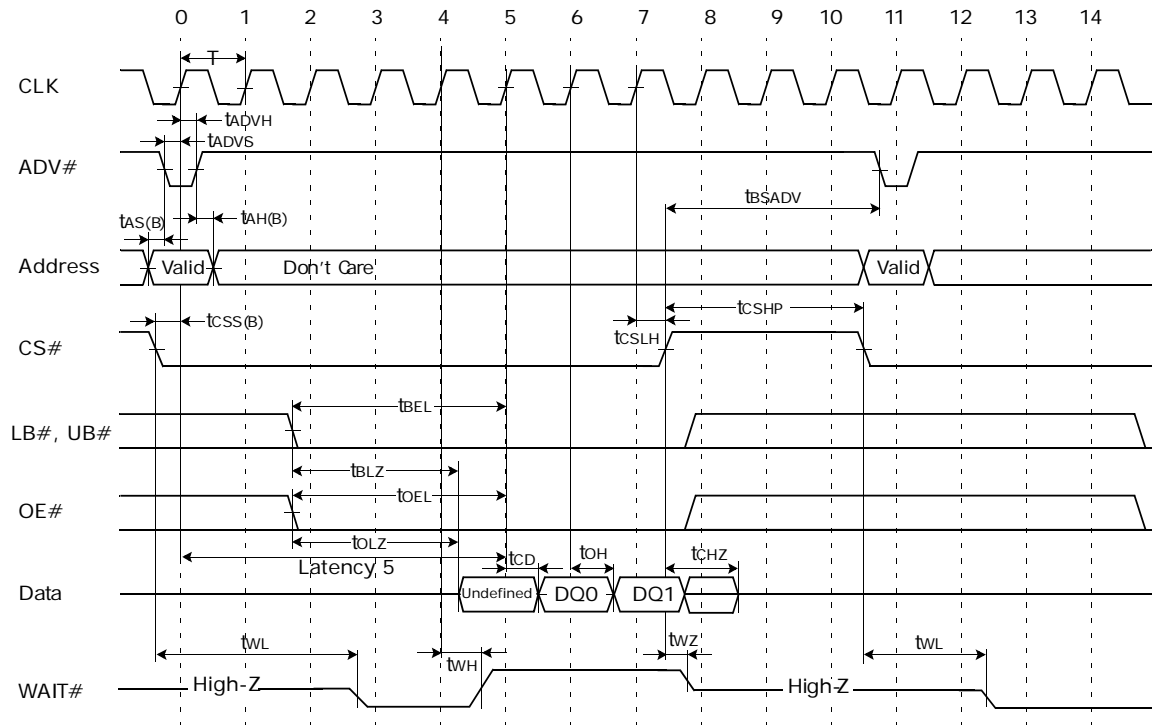 0 1 2 3 4 5 6 7 8 9 10 11 12 13 14
T
CLK
tADVH
tADVS
ADV#
tBSADV
tAS(B) tAH(B)
Address Valid Don't Care Valid
tCSHP
tCSS(B)
tCSLH
CS#
tBEL
LB#, UB#
tBLZ
tOEL
OE#
tOLZ
Latency 5 tCD tOH tCHZ
Data Undefined DQ0 DQ1
tWL tWH tWZ tWL
WAIT# High-Z High-Z